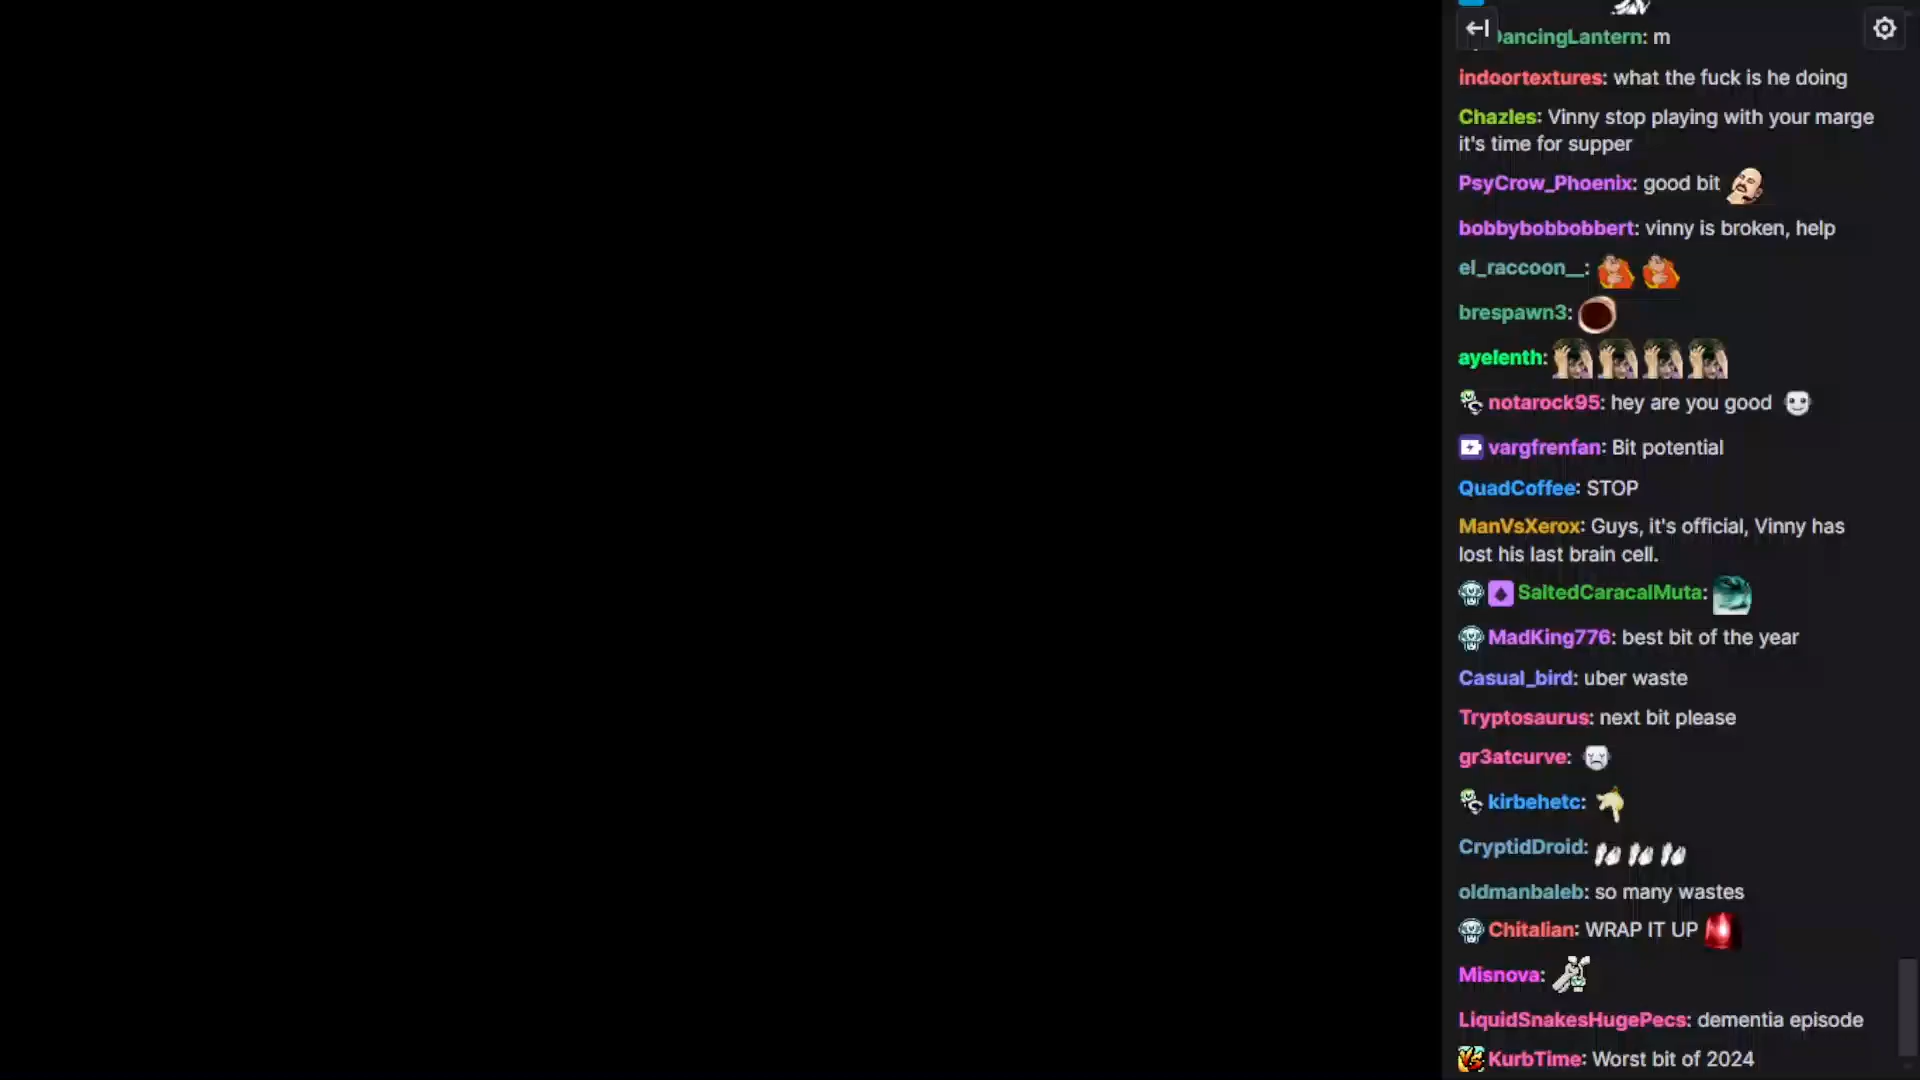 DancingLantern: m
indoortextures: what the fuck is he doing
Chazles: Vinny stop playing with your marge
it's time for supper
PsyCrow_Phoenix: good bit
bobbybobbobbert: vinny is broken, help
el_raccoon__:
brespawn3:
ayelenth:
notarock95: hey are you good
vargfrenfan: Bit potential
QuadCoffee: STOP
ManVsXerox: Guys, it's official, Vinny has
lost his last brain cell.
SaltedCaracalMuta:
MadKing776: best bit of the year
Casual_bird: uber waste
Tryptosaurus: next bit please
gr3atcurve:
kirbehetc:
CryptidDroid:
oldmanbaleb: so many wastes
Chitalian: WRAP IT UP
Misnova:
LiquidSnakesHugePecs: dementia episode
KurbTime: Worst bit of 2024